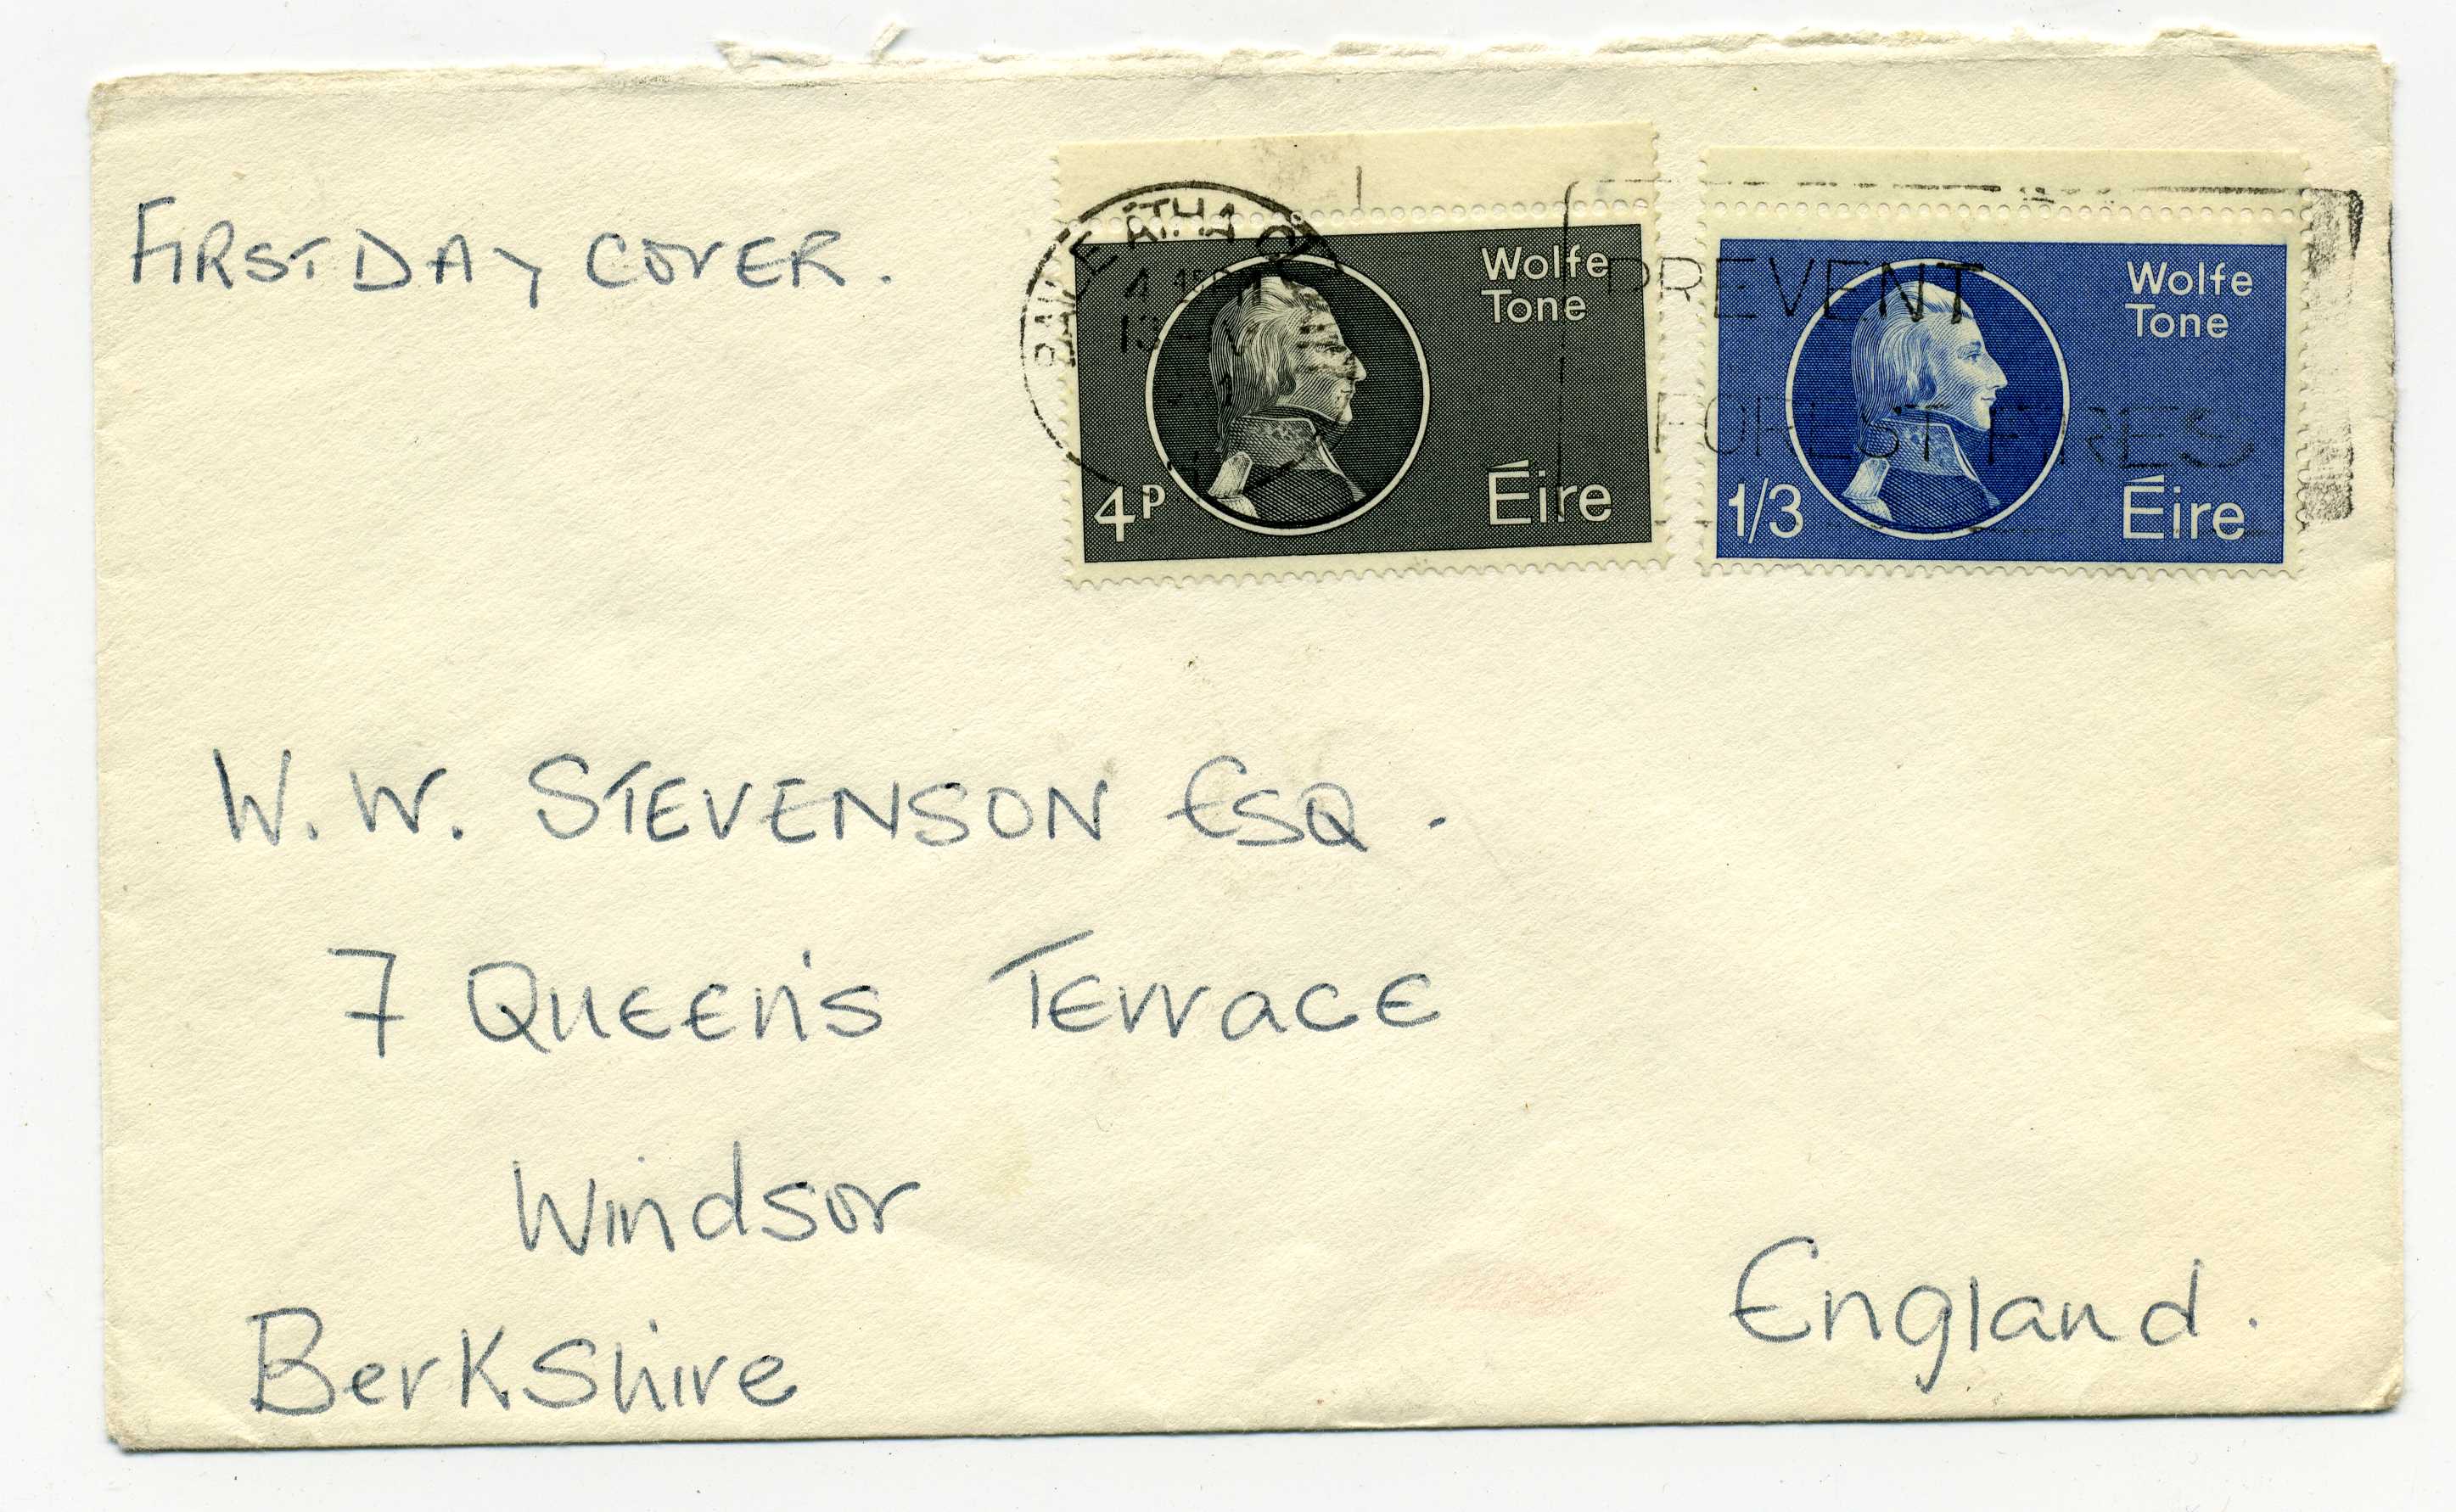 FIRST DAY COVER.
Wolfe
Tone
4P
Éire
Wolfe
Tone
1/3
Éire
PREVENT
FOREST FIRES
W. W. STEVENSON ESQ.
7 QUEEN'S TERRACE
Windsor
BerkShire
England.